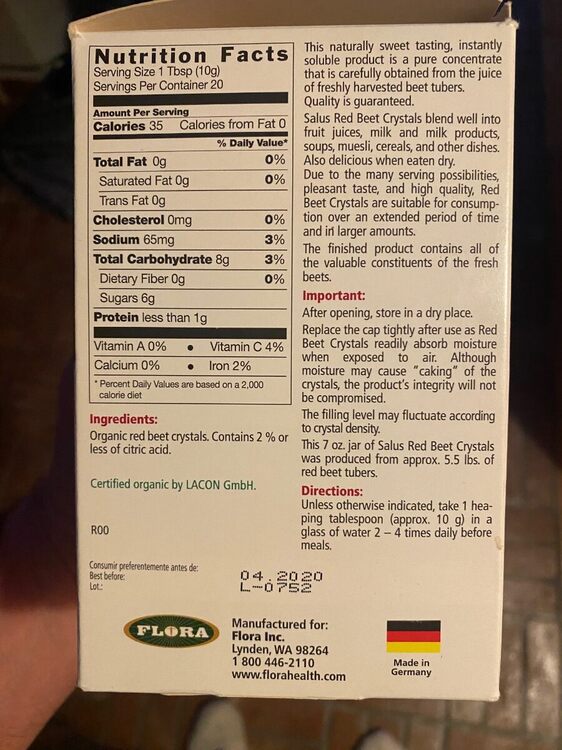 Nutrition Facts
Serving Size 1 Tbsp (10g)
Servings Per Container 20
Amount Per Serving
Calories 35 Calories from Fat 0
% Daily Value*
Total Fat 0g 0%
Saturated Fat 0g 0%
Trans Fat 0g
Cholesterol 0mg 0%
Sodium 65mg 3%
Total Carbohydrate 8g 3%
Dietary Fiber 0g 0%
Sugars 6g
Protein less than 1g
Vitamin A 0% • Vitamin C 4%
Calcium 0% • Iron 2%
* Percent Daily Values are based on a 2,000
calorie diet
Ingredients:
Organic red beet crystals. Contains 2 % or
less of citric acid.
Certified organic by LACON GmbH.
R00
This naturally sweet tasting, instantly
soluble product is a pure concentrate
that is carefully obtained from the juice
of freshly harvested beet tubers.
Quality is guaranteed.
Salus Red Beet Crystals blend well into
fruit juices, milk and milk products,
soups, muesli, cereals, and other dishes.
Also delicious when eaten dry.
Due to the many serving possibilities,
pleasant taste, and high quality, Red
Beet Crystals are suitable for consump-
tion over an extended period of time
and in larger amounts.
The finished product contains all of
the valuable constituents of the fresh
beets.
Important:
After opening, store in a dry place.
Replace the cap tightly after use as Red
Beet Crystals readily absorb moisture
when exposed to air. Although
moisture may cause "caking" of the
crystals, the product's integrity will not
be compromised.
The filling level may fluctuate according
to crystal density.
This 7 oz. jar of Salus Red Beet Crystals
was produced from approx. 5.5 lbs. of
red beet tubers.
Directions:
Unless otherwise indicated, take 1 hea-
ping tablespoon (approx. 10 g) in a
glass of water 2 – 4 times daily before
meals.
Consumir preferentemente antes de:
Best before: 04.2020
Lot.: L-0752
FLORA
Manufactured for:
Flora Inc.
Lynden, WA 98264
1 800 446-2110
www.florahealth.com
Made in
Germany